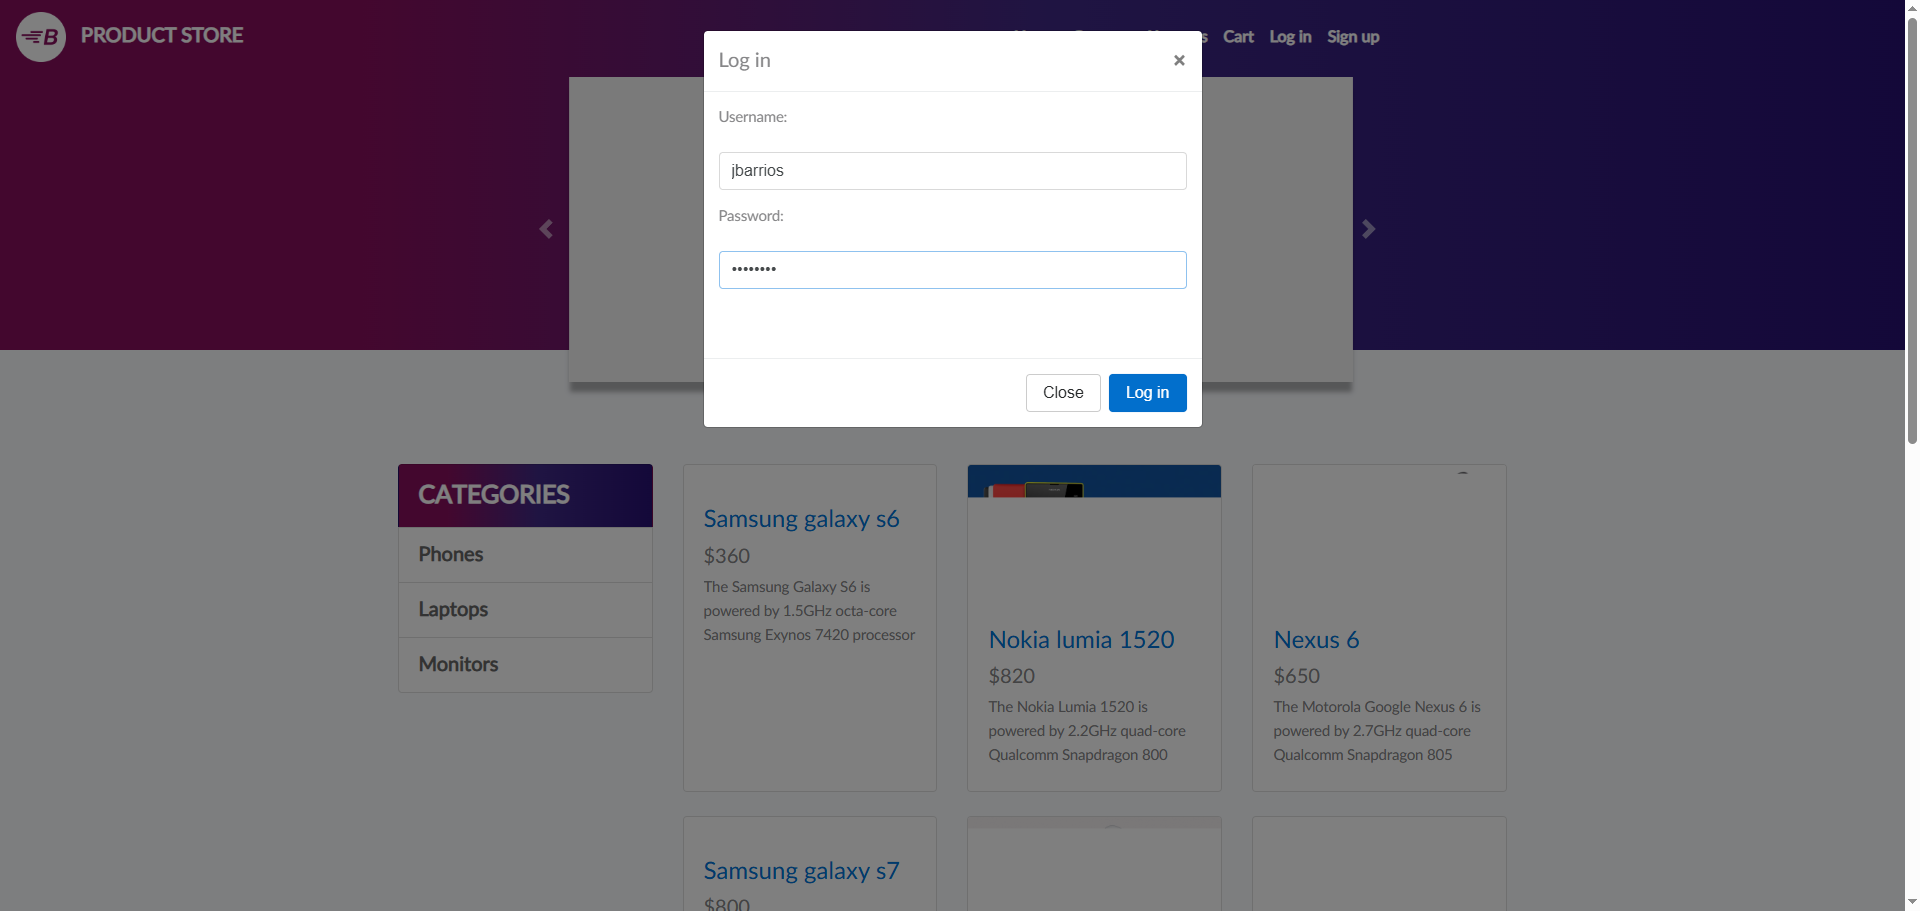 B PRODUCT STORE
s Cart Log in Sign up
Log in
×
Username:
jbarrios
Password:
••••••••
Close Log in
CATEGORIES
Phones
Laptops
Monitors
Samsung galaxy s6
$360
The Samsung Galaxy S6 is
powered by 1.5GHz octa-core
Samsung Exynos 7420 processor
Nokia lumia 1520
$820
The Nokia Lumia 1520 is
powered by 2.2GHz quad-core
Qualcomm Snapdragon 800
Nexus 6
$650
The Motorola Google Nexus 6 is
powered by 2.7GHz quad-core
Qualcomm Snapdragon 805
Samsung galaxy s7
$800